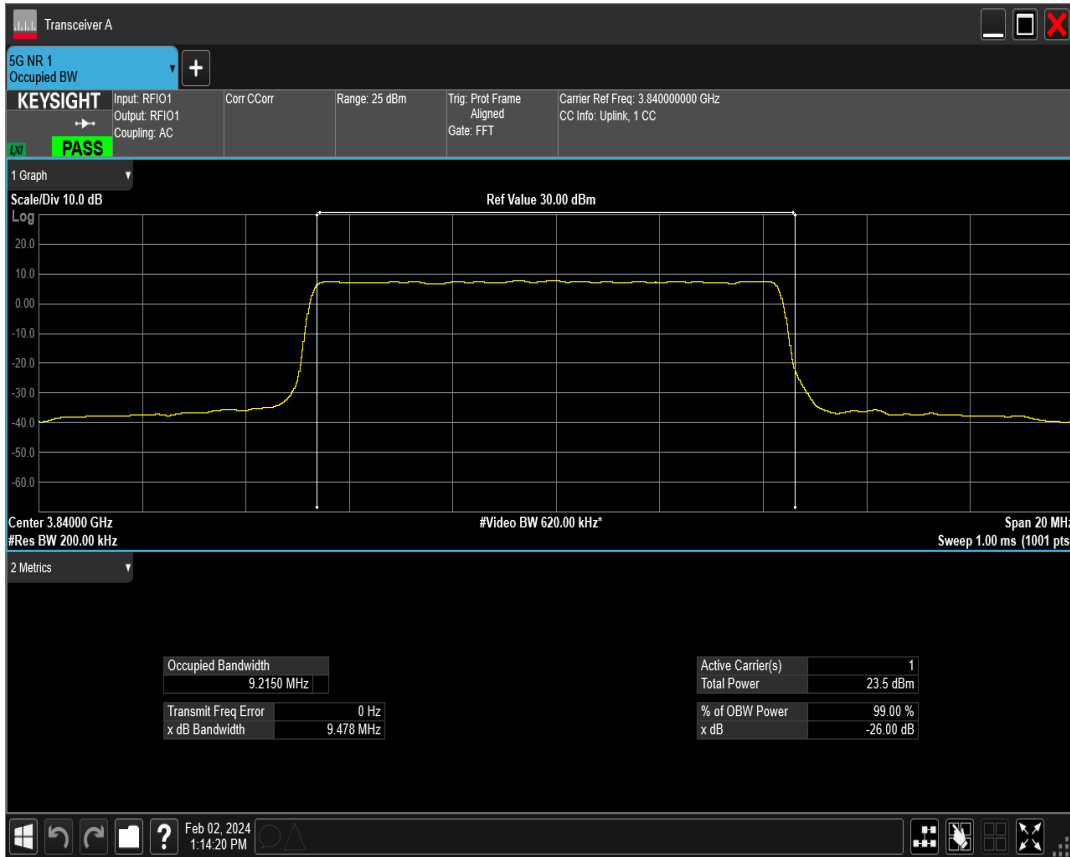 Transceiver A
5G NR 1
Occupied BW
KEYSIGHT
LXI
PASS
Input: RFIO1
Output: RFIO1
Coupling: AC
Corr CCorr
Range: 25 dBm
Trig: Prot Frame
Aligned
Gate: FFT
Carrier Ref Freq: 3.840000000 GHz
CC Info: Uplink, 1 CC
1 Graph
Scale/Div 10.0 dB
Ref Value 30.00 dBm
Log
20.0
10.0
0.00
-10.0
-20.0
-30.0
-40.0
-50.0
-60.0
Center 3.84000 GHz
#Video BW 620.00 kHz*
Span 20 MHz
#Res BW 200.00 kHz
Sweep 1.00 ms (1001 pts
2 Metrics
Occupied Bandwidth
9.2150 MHz
Transmit Freq Error 0 Hz
x dB Bandwidth 9.478 MHz
Active Carrier(s) 1
Total Power 23.5 dBm
% of OBW Power 99.00 %
x dB -26.00 dB
?
Feb 02, 2024
1:14:20 PM